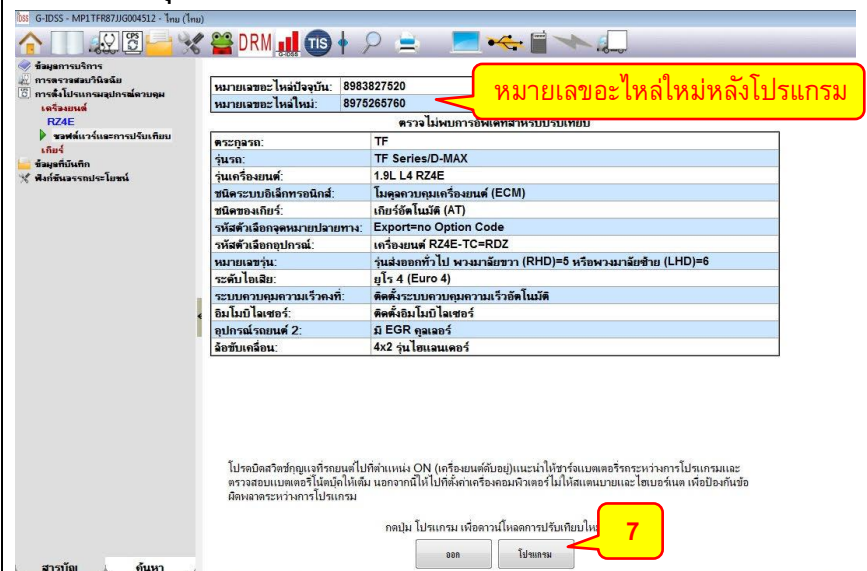 G-IDSS - MP1TFR87JJG004512 - ไทย (ไทย)
CPS
DRM
G-IDSS
TIS
ข้อมูลการบริการ
การตรวจสอบวินิจฉัย
การตั้งโปรแกรมอุปกรณ์ควบคุม
เครื่องยนต์
RZ4E
ซอฟต์แวร์และการปรับเทียบ
เกียร์
ข้อมูลที่บันทึก
ฟังก์ชันอรรถประโยชน์
หมายเลขอะไหล่ปัจจุบัน: 8983827520
หมายเลขอะไหล่ใหม่: 8975265760
หมายเลขอะไหล่ใหม่หลังโปรแกรม
ตรวจไม่พบการอัพเดทสำหรับปรับเทียบ
ตระกูลรถ: TF
รุ่นรถ: TF Series/D-MAX
รุ่นเครื่องยนต์: 1.9L L4 RZ4E
ชนิดระบบอิเล็กทรอนิกส์: โมดูลควบคุมเครื่องยนต์ (ECM)
ชนิดของเกียร์: เกียร์อัตโนมัติ (AT)
รหัสตัวเลือกจุดหมายปลายทาง: Export=no Option Code
รหัสตัวเลือกอุปกรณ์: เครื่องยนต์ RZ4E-TC=RDZ
หมายเลขรุ่น: รุ่นส่งออกทั่วไป พวงมาลัยขวา (RHD)=5 หรือพวงมาลัยซ้าย (LHD)=6
ระดับไอเสีย: ยูโร 4 (Euro 4)
ระบบควบคุมความเร็วคงที่: ติดตั้งระบบควบคุมความเร็วอัตโนมัติ
อิมโมบิไลเซอร์: ติดตั้งอิมโมบิไลเซอร์
อุปกรณ์รถยนต์ 2: มี EGR คูลเลอร์
ล้อขับเคลื่อน: 4x2 รุ่นไฮแลนเดอร์
โปรดบิดสวิตช์กุญแจที่รถยนต์ไปที่ตำแหน่ง ON (เครื่องยนต์ดับอยู่)แนะนำให้ชาร์จแบตเตอรี่รถระหว่างการโปรแกรมและ
ตรวจสอบแบตเตอรี่โน้ตบุ๊คให้เต็ม นอกจากนี้ให้ไปที่ตั้งค่าเครื่องคอมพิวเตอร์ไม่ให้สแตนบายและไฮเบอร์เนต เพื่อป้องกันข้อ
ผิดพลาดระหว่างการโปรแกรม
กดปุ่ม โปรแกรม เพื่อดาวน์โหลดการปรับเทียบใหม่
7
ออก
โปรแกรม
สารบัญ
ค้นหา